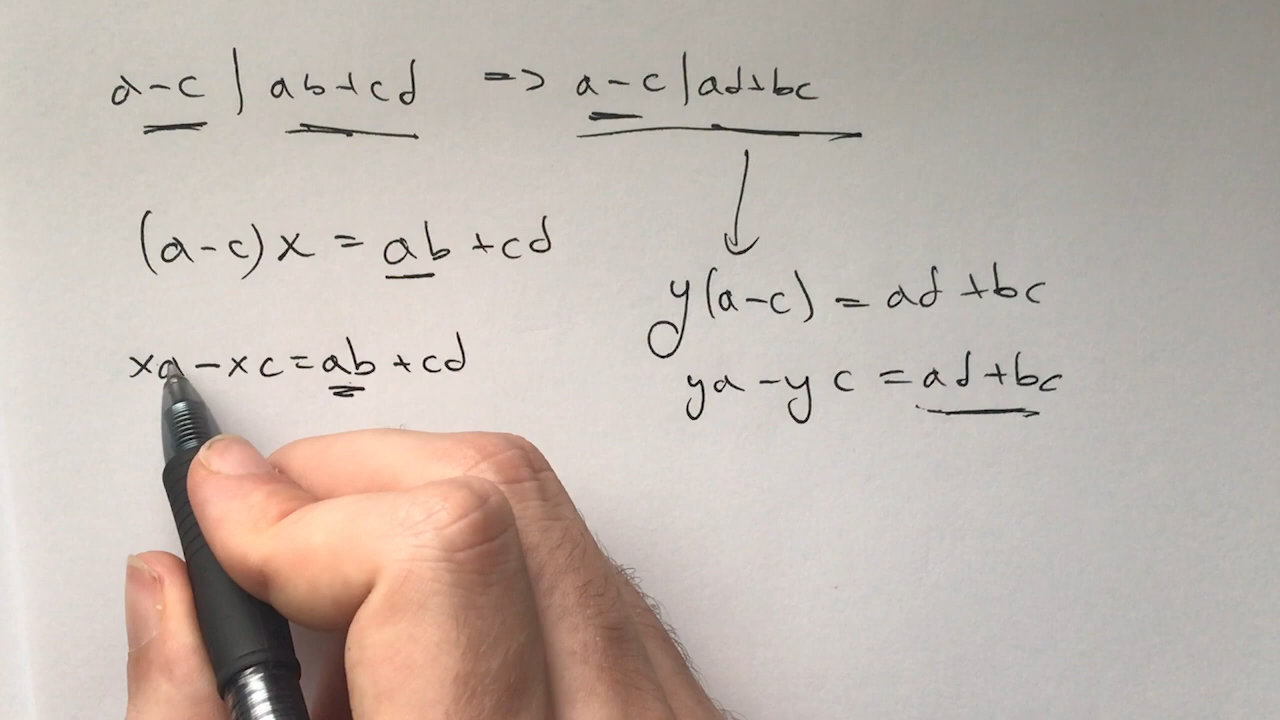 a-c | ab+cd => a-c | ad+bc
(a-c)x = ab+cd
y(a-c) = ad+bc
xa-xc=ab+cd
ya-yc = ad+bc